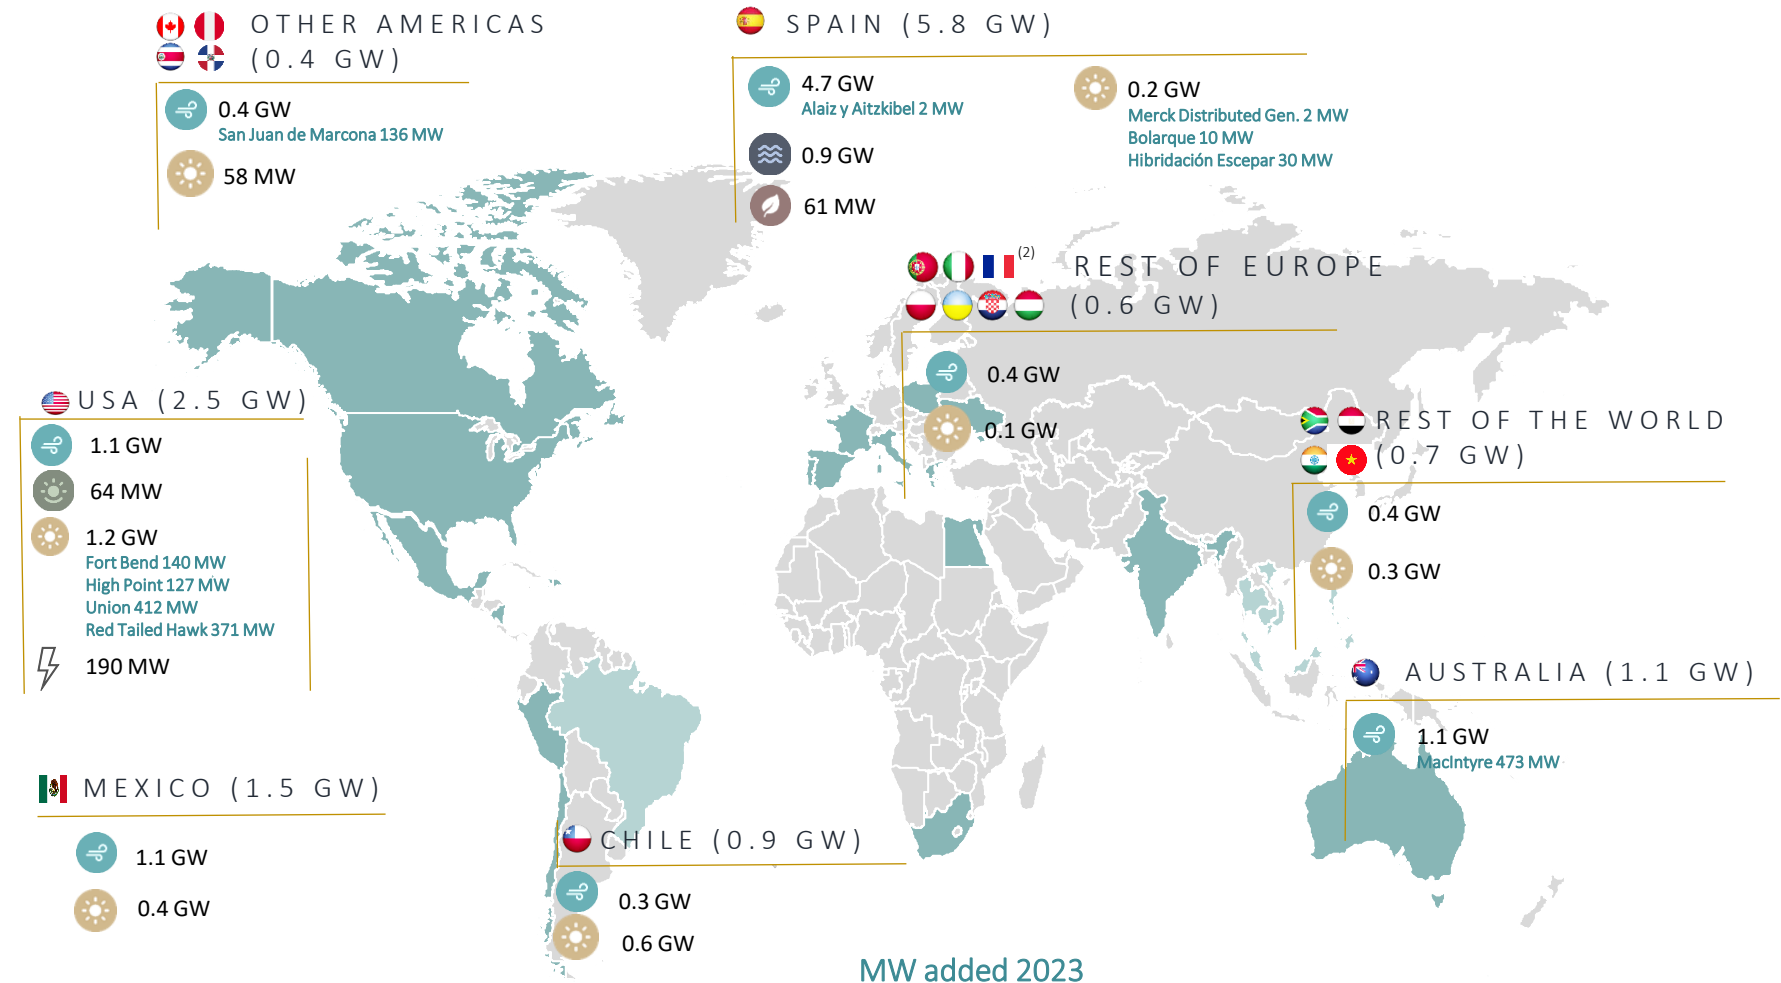 OTHER AMERICAS
(0.4 GW)
0.4 GW
San Juan de Marcona 136 MW
58 MW
SPAIN (5.8 GW)
4.7 GW
Alaiz y Aitzkibel 2 MW
0.9 GW
61 MW
0.2 GW
Merck Distributed Gen. 2 MW
Bolarque 10 MW
Hibridación Escepar 30 MW
(2)
REST OF EUROPE
(0.6 GW)
0.4 GW
0.1 GW
USA (2.5 GW)
1.1 GW
64 MW
1.2 GW
Fort Bend 140 MW
High Point 127 MW
Union 412 MW
Red Tailed Hawk 371 MW
190 MW
REST OF THE WORLD
(0.7 GW)
0.4 GW
0.3 GW
AUSTRALIA (1.1 GW)
1.1 GW
MacIntyre 473 MW
MEXICO (1.5 GW)
1.1 GW
0.4 GW
CHILE (0.9 GW)
0.3 GW
0.6 GW
MW added 2023